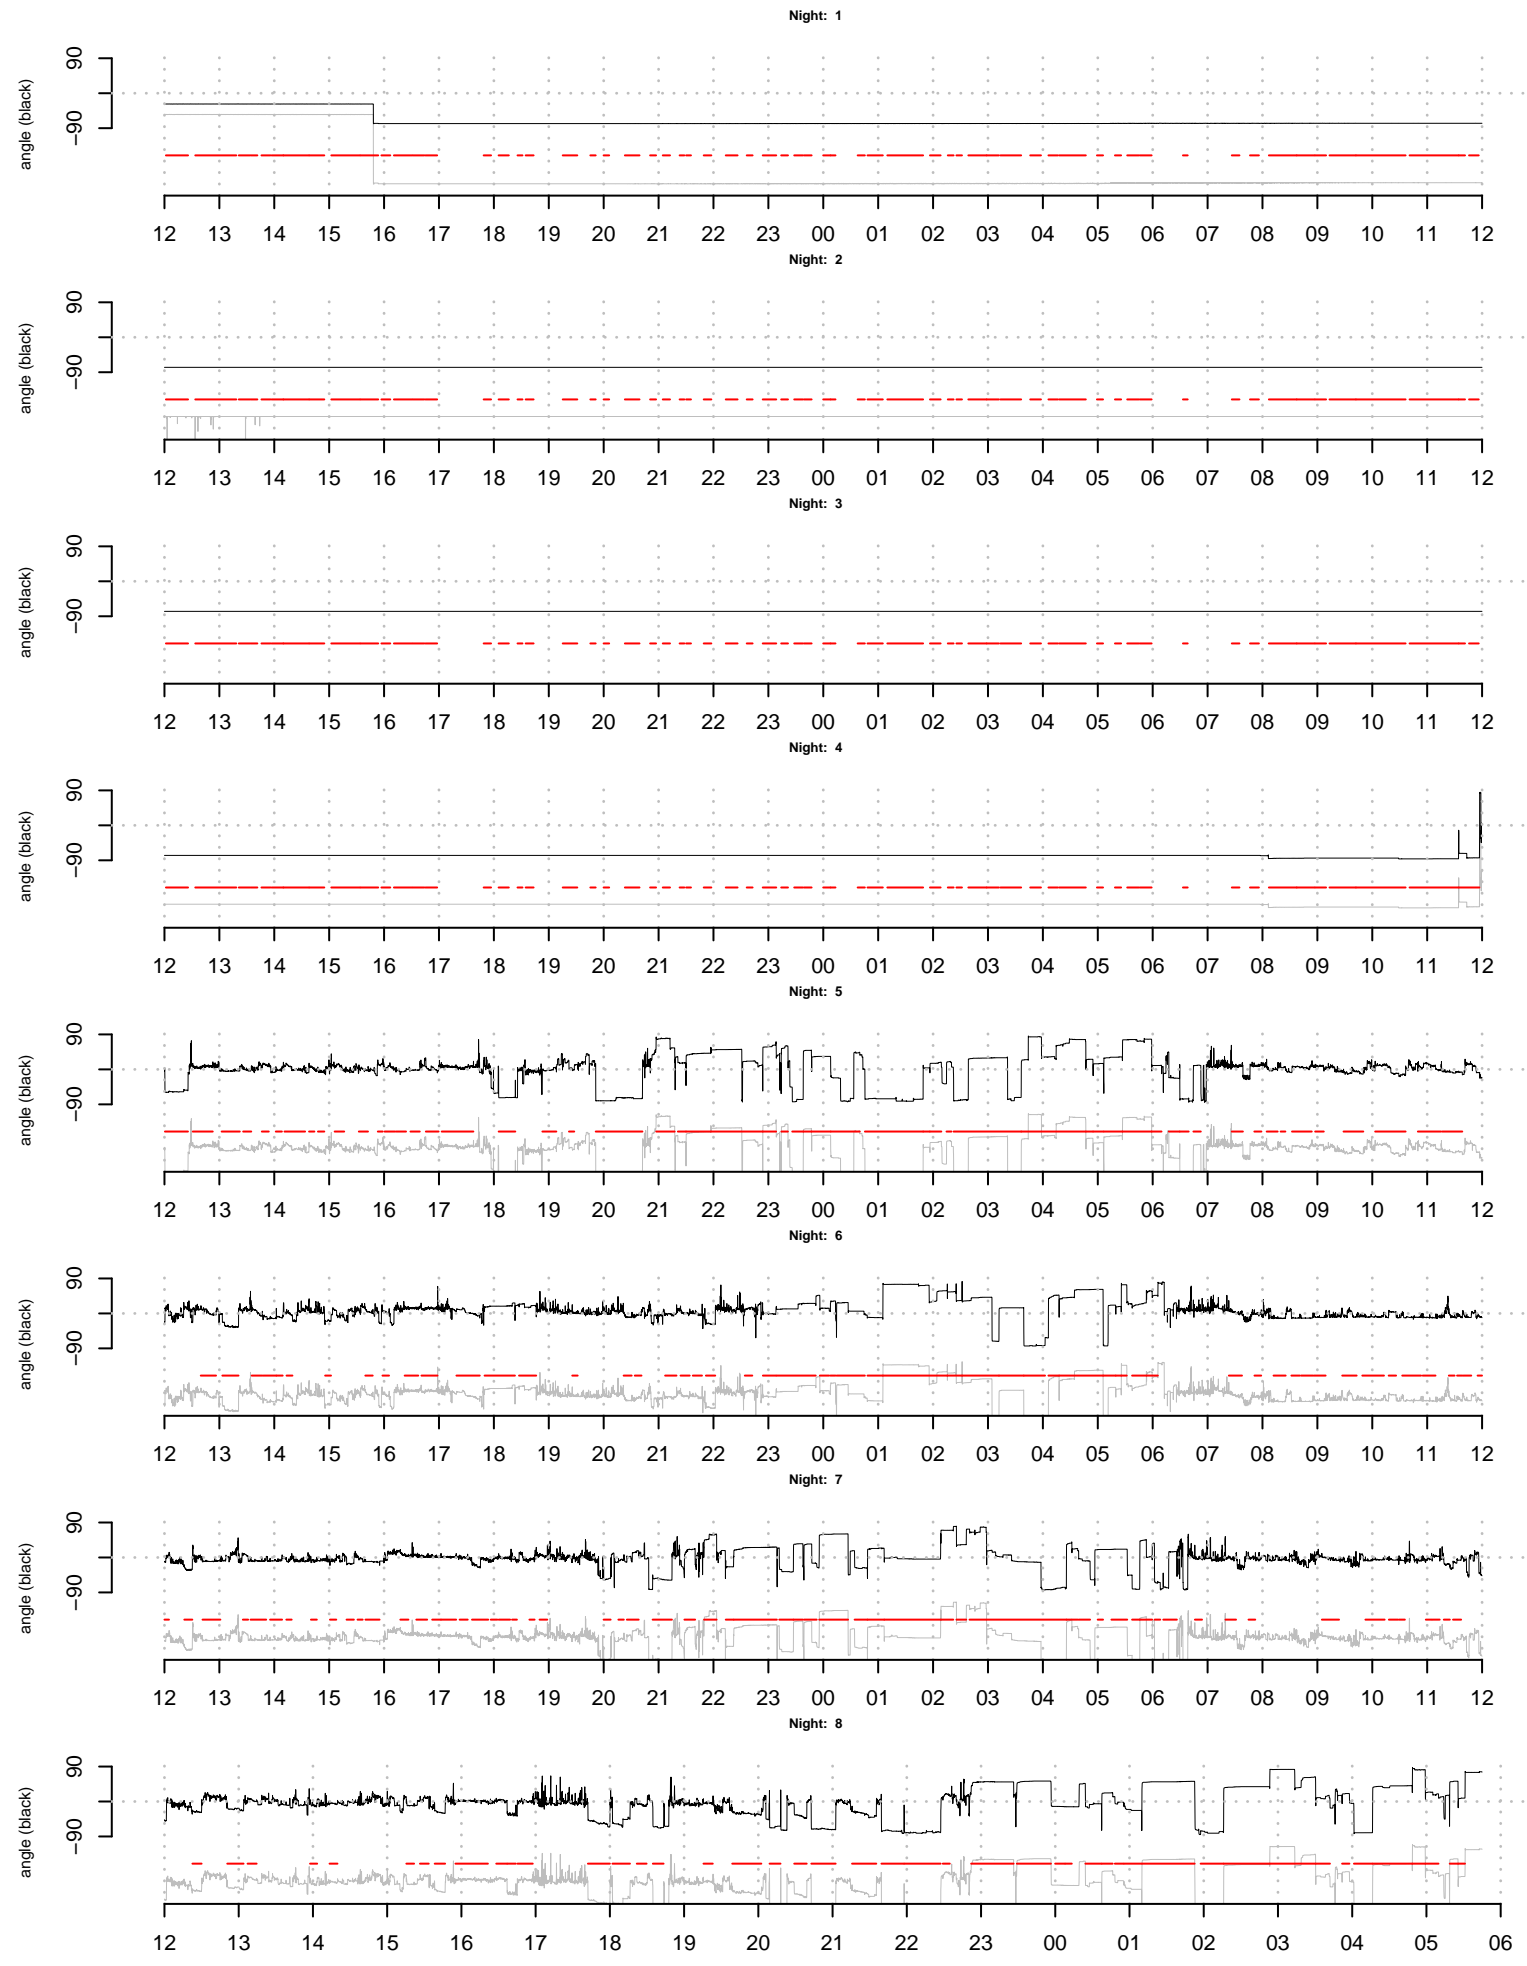 Night: 1
90
-90
angle (black)
12 13 14 15 16 17 18 19 20 21 22 23 00 01 02 03 04 05 06 07 08 09 10 11 12
Night: 2
90
-90
angle (black)
12 13 14 15 16 17 18 19 20 21 22 23 00 01 02 03 04 05 06 07 08 09 10 11 12
Night: 3
90
-90
angle (black)
12 13 14 15 16 17 18 19 20 21 22 23 00 01 02 03 04 05 06 07 08 09 10 11 12
Night: 4
90
-90
angle (black)
12 13 14 15 16 17 18 19 20 21 22 23 00 01 02 03 04 05 06 07 08 09 10 11 12
Night: 5
90
-90
angle (black)
12 13 14 15 16 17 18 19 20 21 22 23 00 01 02 03 04 05 06 07 08 09 10 11 12
Night: 6
90
-90
angle (black)
12 13 14 15 16 17 18 19 20 21 22 23 00 01 02 03 04 05 06 07 08 09 10 11 12
Night: 7
90
-90
angle (black)
12 13 14 15 16 17 18 19 20 21 22 23 00 01 02 03 04 05 06 07 08 09 10 11 12
Night: 8
90
-90
angle (black)
12 13 14 15 16 17 18 19 20 21 22 23 00 01 02 03 04 05 06